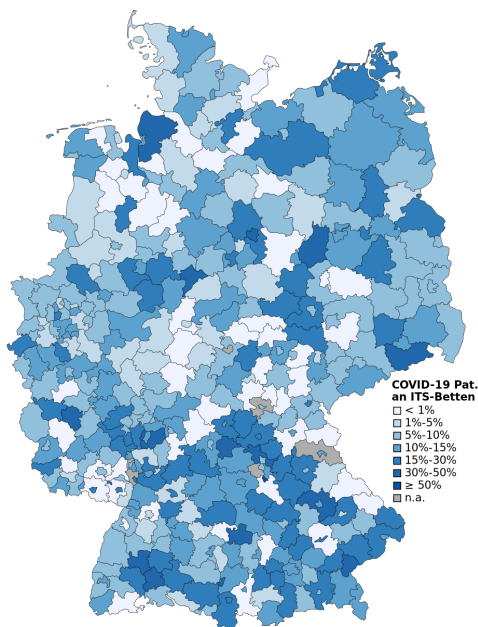 COVID-19 Pat.
an ITS-Betten
< 1%
1%-5%
5%-10%
10%-15%
15%-30%
30%-50%
≥ 50%
n.a.